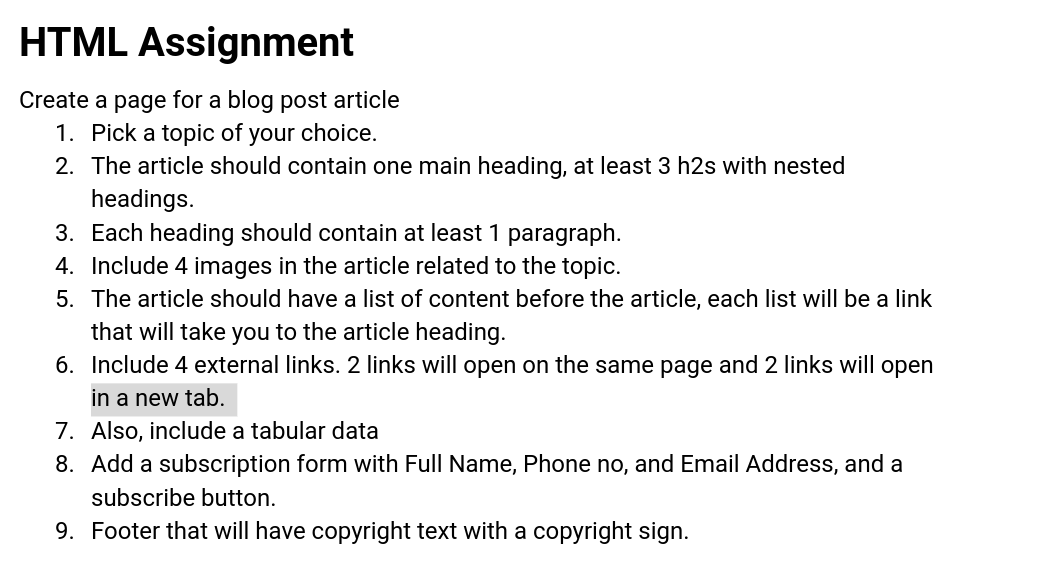 HTML Assignment
Create a page for a blog post article
1. Pick a topic of your choice.
2. The article should contain one main heading, at least 3 h2s with nested
headings.
3. Each heading should contain at least 1 paragraph.
4. Include 4 images in the article related to the topic.
5. The article should have a list of content before the article, each list will be a link
that will take you to the article heading.
6. Include 4 external links. 2 links will open on the same page and 2 links will open
in a new tab.
7. Also, include a tabular data
8. Add a subscription form with Full Name, Phone no, and Email Address, and a
subscribe button.
9. Footer that will have copyright text with a copyright sign.